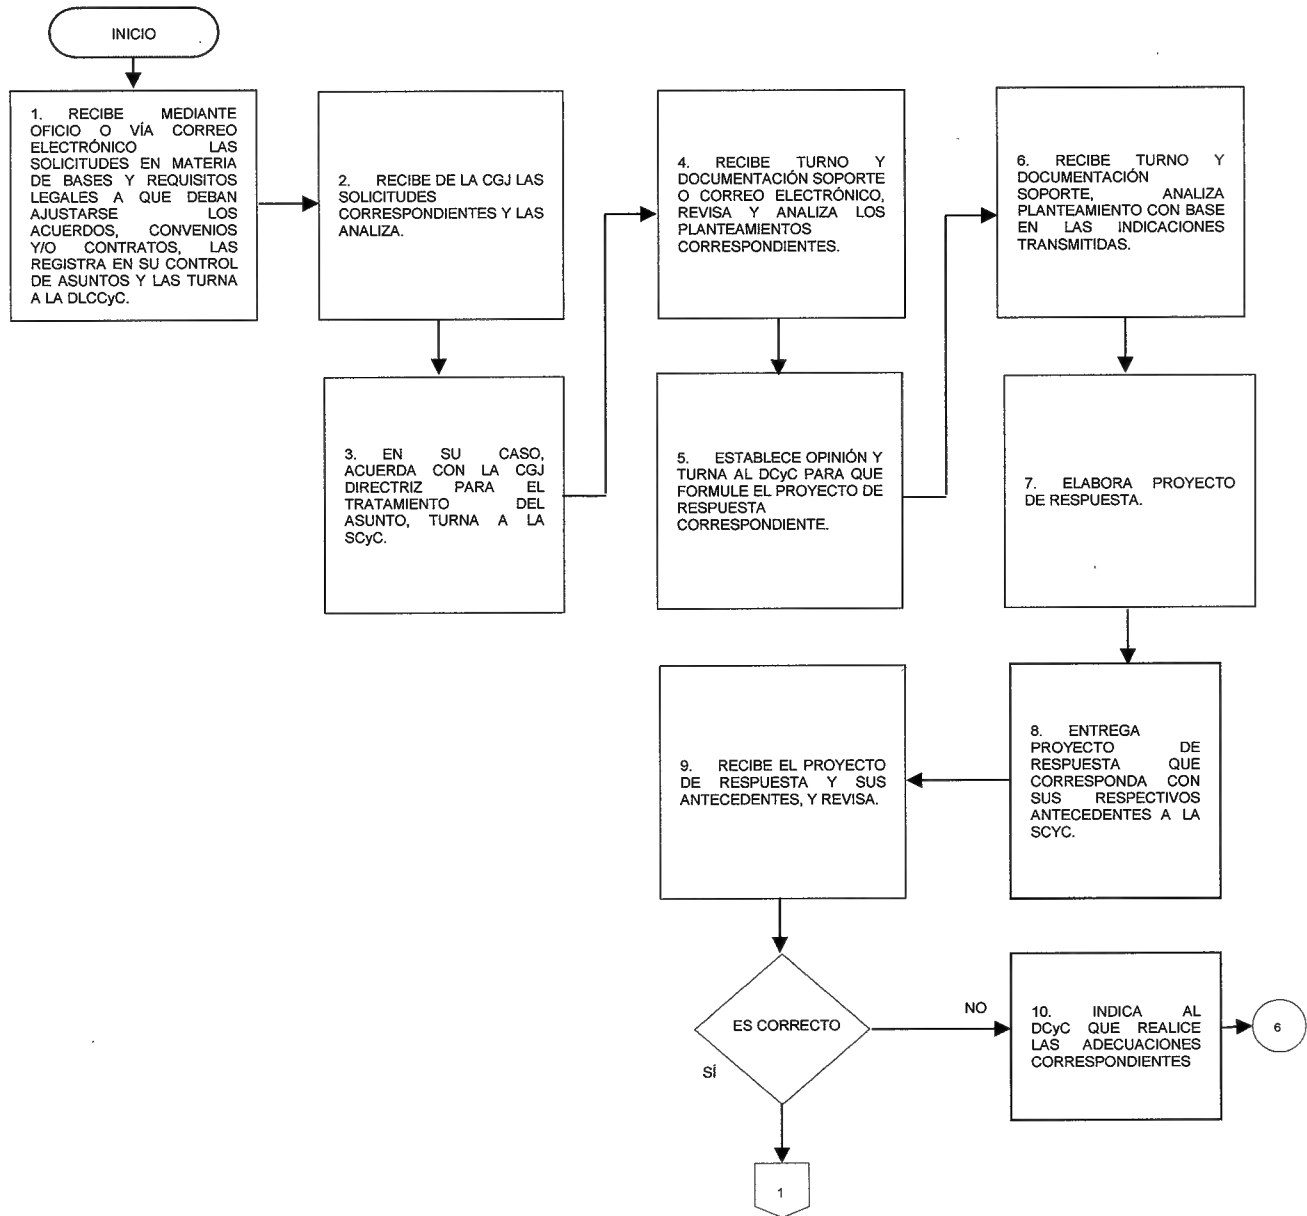 INICIO
1. RECIBE MEDIANTE
OFICIO O VÍA CORREO
ELECTRÓNICO LAS
SOLICITUDES EN MATERIA
DE BASES Y REQUISITOS
LEGALES A QUE DEBAN
AJUSTARSE LOS
ACUERDOS, CONVENIOS
Y/O CONTRATOS, LAS
REGISTRA EN SU CONTROL
DE ASUNTOS Y LAS TURNA
A LA DLCCyC.
2. RECIBE DE LA CGJ LAS
SOLICITUDES
CORRESPONDIENTES Y LAS
ANALIZA.
3. EN SU CASO,
ACUERDA CON LA CGJ
DIRECTRIZ PARA EL
TRATAMIENTO DEL
ASUNTO, TURNA A LA
SCyC.
4. RECIBE TURNO Y
DOCUMENTACIÓN SOPORTE
O CORREO ELECTRÓNICO,
REVISA Y ANALIZA LOS
PLANTEAMIENTOS
CORRESPONDIENTES.
5. ESTABLECE OPINIÓN Y
TURNA AL DCyC PARA QUE
FORMULE EL PROYECTO DE
RESPUESTA
CORRESPONDIENTE.
6. RECIBE TURNO Y
DOCUMENTACIÓN
SOPORTE, ANALIZA
PLANTEAMIENTO CON BASE
EN LAS INDICACIONES
TRANSMITIDAS.
7. ELABORA PROYECTO
DE RESPUESTA.
8. ENTREGA
PROYECTO DE
RESPUESTA QUE
CORRESPONDA CON
SUS RESPECTIVOS
ANTECEDENTES A LA
SCYC.
9. RECIBE EL PROYECTO
DE RESPUESTA Y SUS
ANTECEDENTES, Y REVISA.
ES CORRECTO
NO
SÍ
10. INDICA AL
DCyC QUE REALICE
LAS ADECUACIONES
CORRESPONDIENTES
6
1